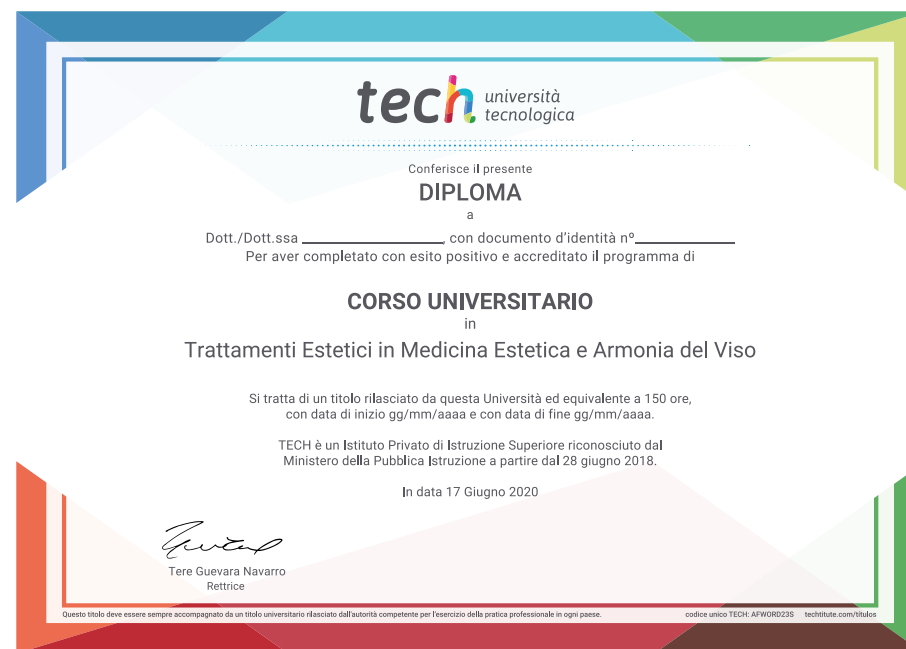 tech università
tecnologica
Conferisce il presente
DIPLOMA
a
Dott./Dott.ssa ________________, con documento d'identità nº____________
Per aver completato con esito positivo e accreditato il programma di
CORSO UNIVERSITARIO
in
Trattamenti Estetici in Medicina Estetica e Armonia del Viso
Si tratta di un titolo rilasciato da questa Università ed equivalente a 150 ore,
con data di inizio gg/mm/aaaa e con data di fine gg/mm/aaaa.
TECH è un Istituto Privato di Istruzione Superiore riconosciuto dal
Ministero della Pubblica Istruzione a partire dal 28 giugno 2018.
In data 17 Giugno 2020
Tere Guevara Navarro
Rettrice
Questo titolo deve essere sempre accompagnato da un titolo universitario rilasciato dall'autorità competente per l'esercizio della pratica professionale in ogni paese. codice unico TECH: AFWORD23S techtitute.com/titulos